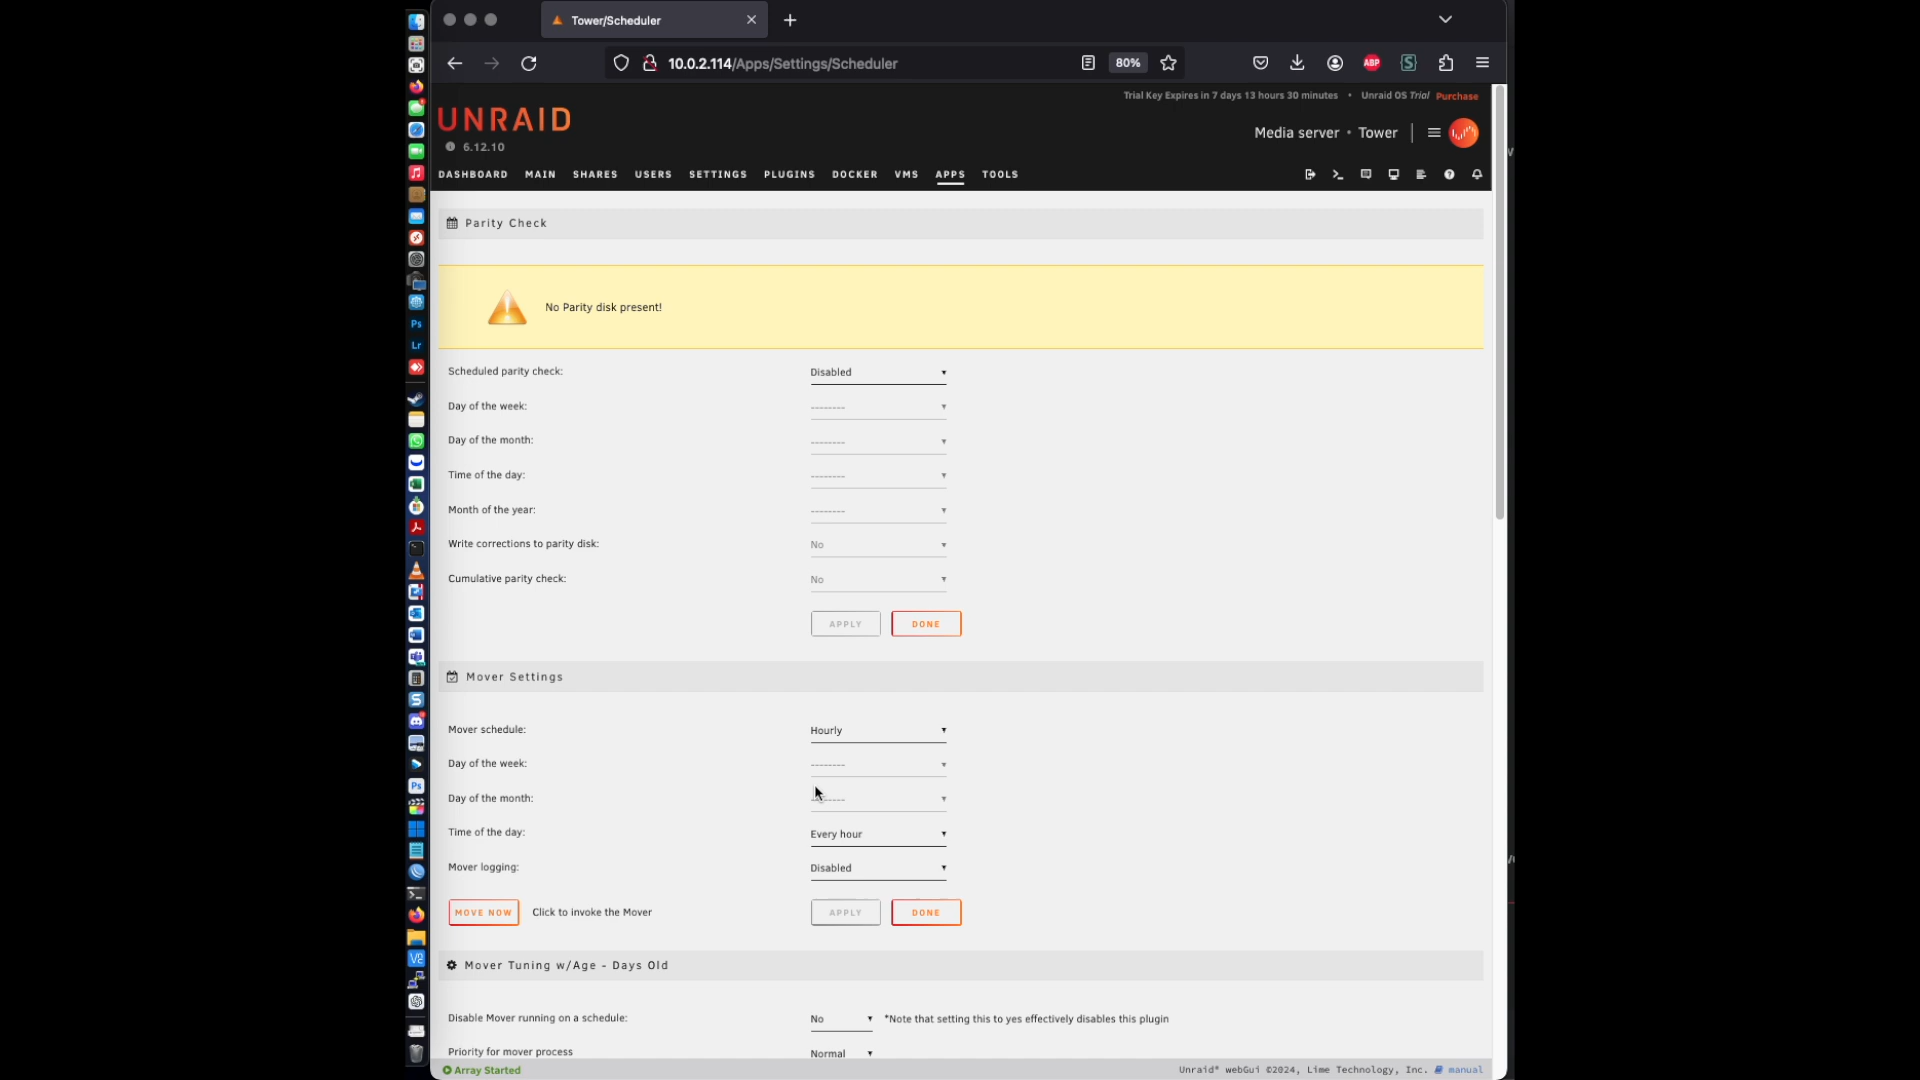 Tower/Scheduler
10.0.2.114/Apps/Settings/Scheduler
80%
ABP
Trial Key Expires in 7 days 13 hours 30 minutes • Unraid OS Trial Purchase
UNRAID
6.12.10
Media server • Tower
DASHBOARD MAIN SHARES USERS SETTINGS PLUGINS DOCKER VMS APPS TOOLS
Parity Check
No Parity disk present!
Scheduled parity check: Disabled
Day of the week: --------
Day of the month: --------
Time of the day: --------
Month of the year: --------
Write corrections to parity disk: No
Cumulative parity check: No
APPLY DONE
Mover Settings
Mover schedule: Hourly
Day of the week: --------
Day of the month: --------
Time of the day: Every hour
Mover logging: Disabled
MOVE NOW Click to invoke the Mover APPLY DONE
Mover Tuning w/Age - Days Old
Disable Mover running on a schedule: No *Note that setting this to yes effectively disables this plugin
Priority for mover process Normal
Array Started
Unraid® webGui ©2024, Lime Technology, Inc. manual
Ps
Lr
Ps